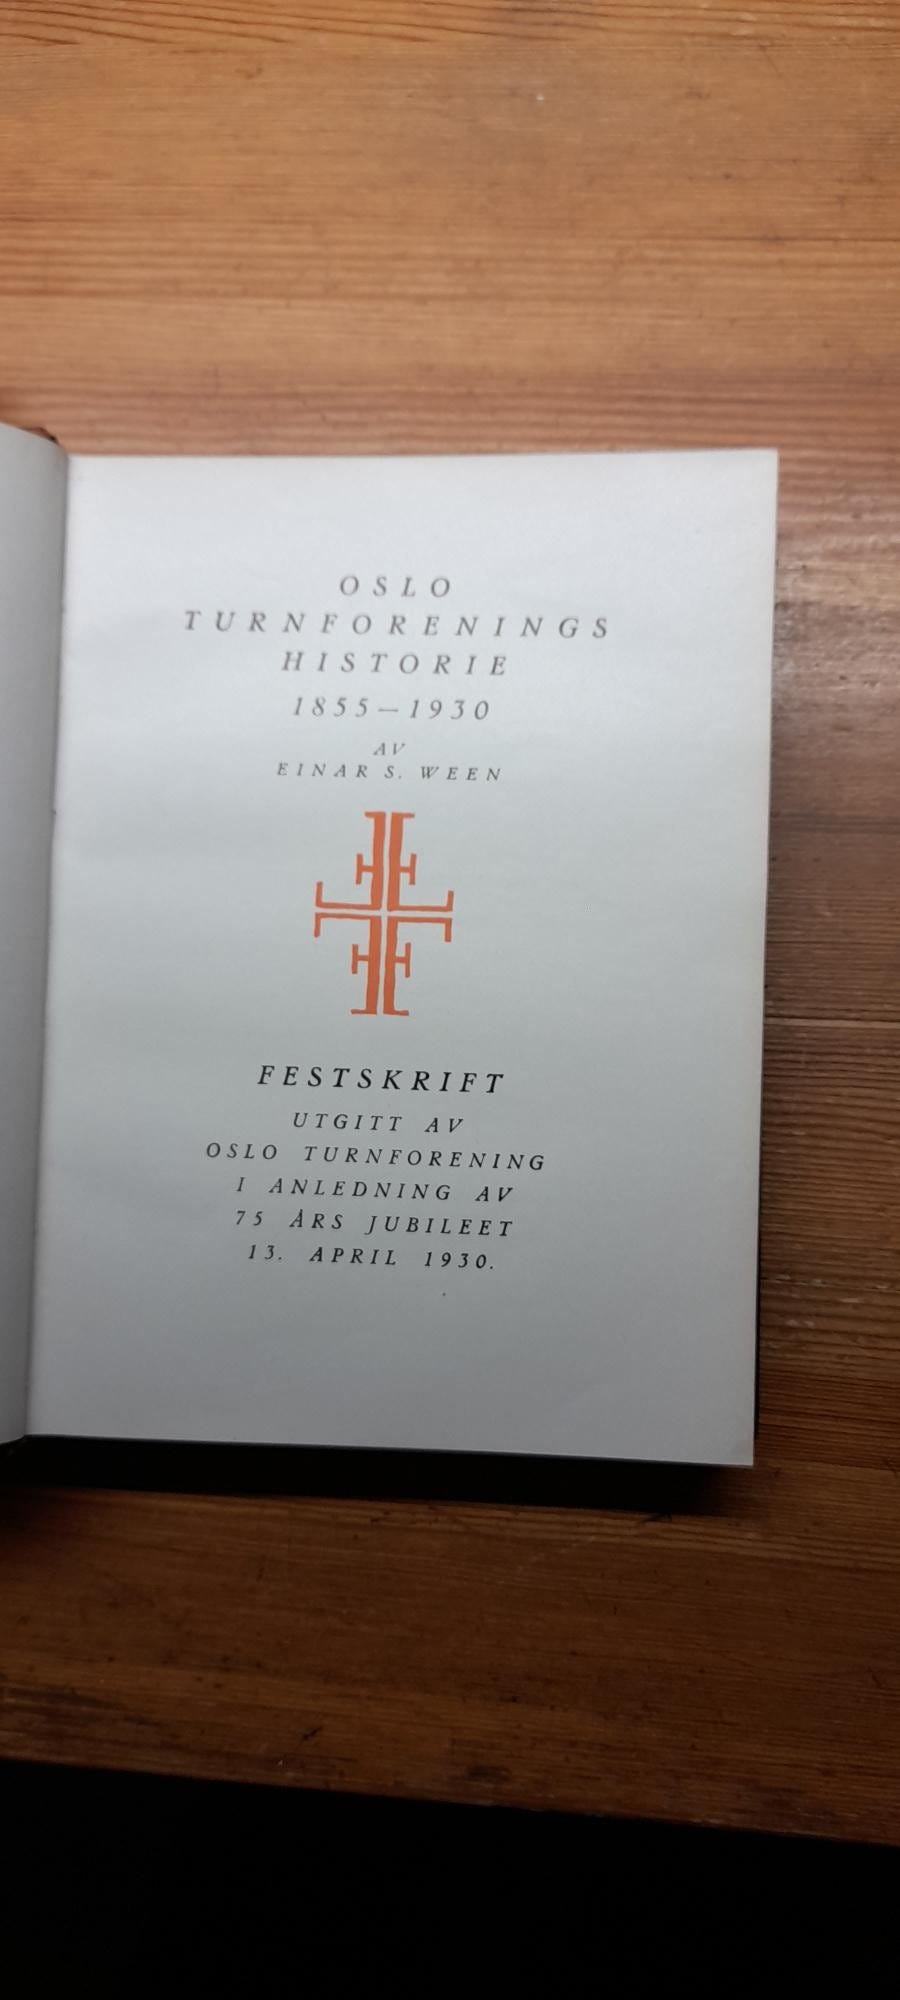 OSLO
TURNFORENINGS
HISTORIE
1855—1930
AV
EINAR S. WEEN
FESTSKRIFT
UTGITT AV
OSLO TURNFORENING
I ANLEDNING AV
75 ÅRS JUBILEET
13. APRIL 1930.